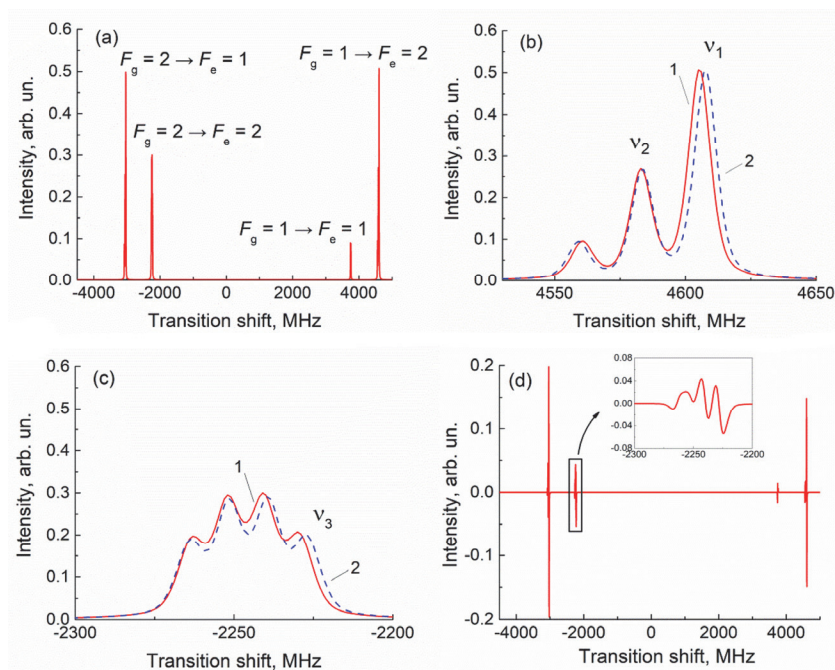 (a)
F_g = 2 → F_e = 1
F_g = 1 → F_e = 2
F_g = 2 → F_e = 2
F_g = 1 → F_e = 1
Intensity, arb. un.
0.6
0.5
0.4
0.3
0.2
0.1
0.0
-4000 -2000 0 2000 4000
Transition shift, MHz
(b)
ν₁
1
ν₂
2
Intensity, arb. un.
0.6
0.5
0.4
0.3
0.2
0.1
0.0
4550 4600 4650
Transition shift, MHz
(c)
1
ν₃
2
Intensity, arb. un.
0.6
0.5
0.4
0.3
0.2
0.1
0.0
-2300 -2250 -2200
Transition shift, MHz
(d)
0.08
0.04
0.00
-0.04
-0.08
-2300 -2250 -2200
Intensity, arb. un.
0.2
0.1
0.0
-0.1
-0.2
-4000 -2000 0 2000 4000
Transition shift, MHz